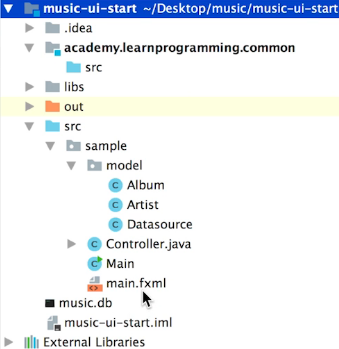 music-ui-start ~/Desktop/music/music-ui-start
.idea
academy.learnprogramming.common
src
libs
out
src
sample
model
Album
Artist
Datasource
Controller.java
Main
main.fxml
music.db
music-ui-start.iml
External Libraries